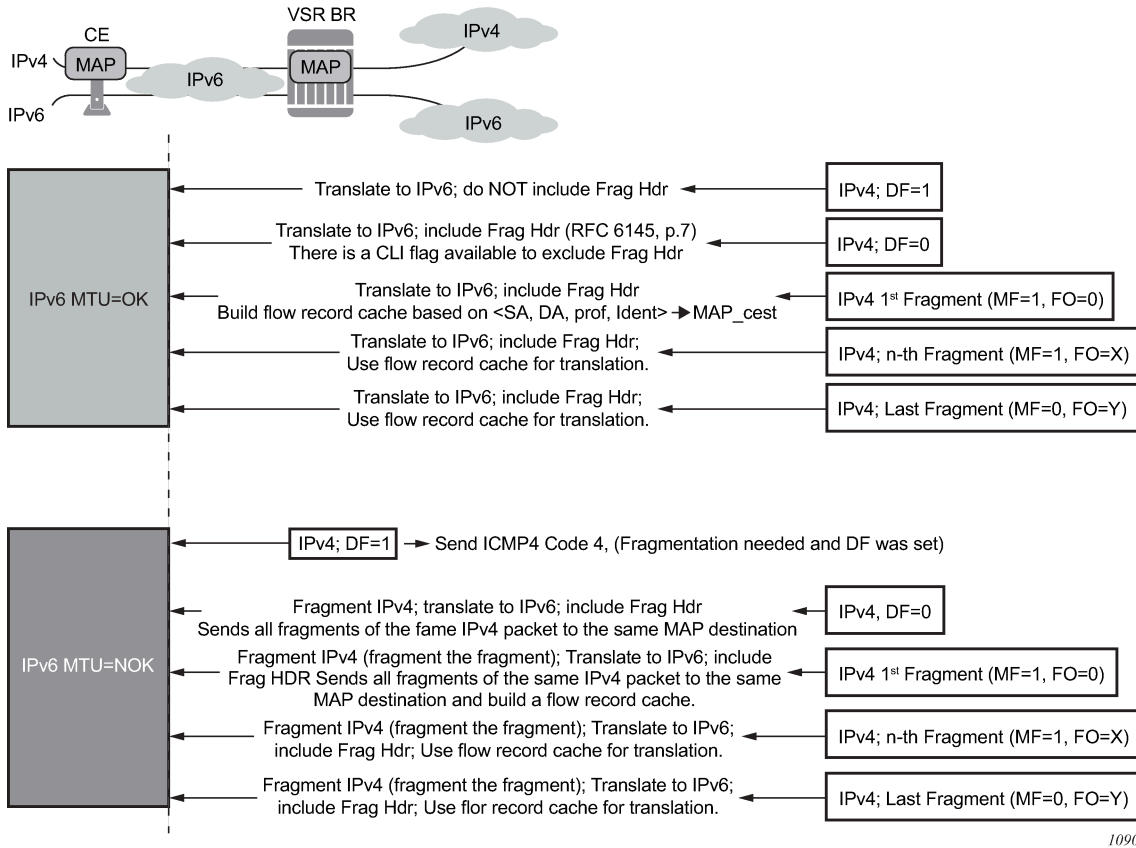 VSR BR
CE
IPv4
IPv4
MAP
MAP
IPv6
IPv6
IPv6
IPv6 MTU=OK
Translate to IPv6; do NOT include Frag Hdr
IPv4; DF=1
Translate to IPv6; include Frag Hdr (RFC 6145, p.7)
There is a CLI flag available to exclude Frag Hdr
IPv4; DF=0
Translate to IPv6; include Frag Hdr
Build flow record cache based on <SA, DA, prof, Ident> → MAP_cest
IPv4 1st Fragment (MF=1, FO=0)
Translate to IPv6; include Frag Hdr;
Use flow record cache for translation.
IPv4; n-th Fragment (MF=1, FO=X)
Translate to IPv6; include Frag Hdr;
Use flow record cache for translation.
IPv4; Last Fragment (MF=0, FO=Y)
IPv6 MTU=NOK
IPv4; DF=1 → Send ICMP4 Code 4, (Fragmentation needed and DF was set)
Fragment IPv4; translate to IPv6; include Frag Hdr
Sends all fragments of the fame IPv4 packet to the same MAP destination
IPv4, DF=0
Fragment IPv4 (fragment the fragment); Translate to IPv6; include
Frag HDR Sends all fragments of the same IPv4 packet to the same
MAP destination and build a flow record cache.
IPv4 1st Fragment (MF=1, FO=0)
Fragment IPv4 (fragment the fragment); Translate to IPv6;
include Frag Hdr; Use flow record cache for translation.
IPv4; n-th Fragment (MF=1, FO=X)
Fragment IPv4 (fragment the fragment); Translate to IPv6;
include Frag Hdr; Use flor record cache for translation.
IPv4; Last Fragment (MF=0, FO=Y)
1090